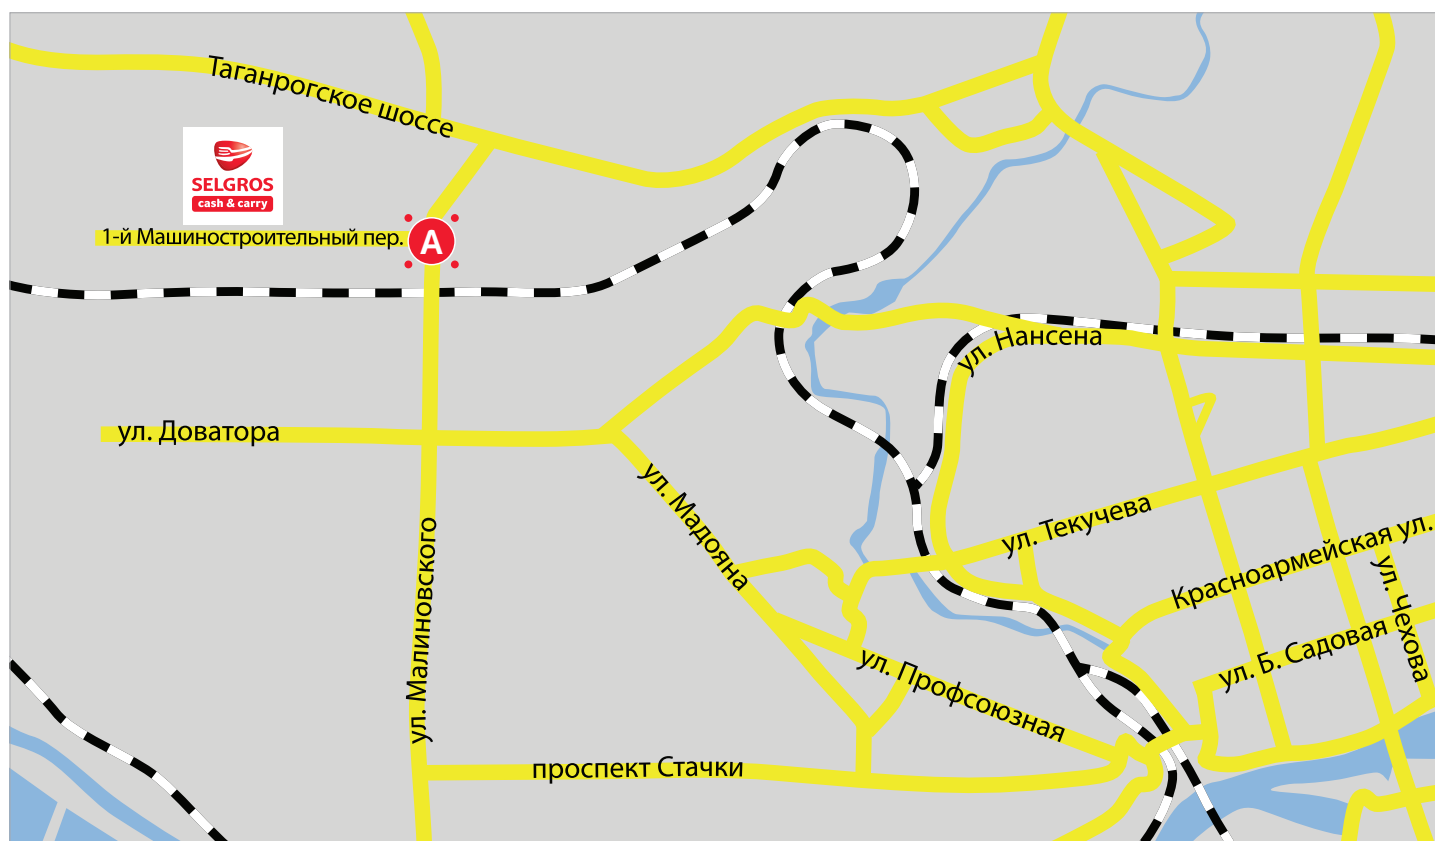 Таганрогское шоссе
SELGROS
cash & carry
1-й Машиностроительный пер.
А
ул. Нансена
ул. Доватора
ул. Мадояна
ул. Текучева
Красноармейская ул.
ул. Чехова
ул. Малиновского
ул. Б. Садовая
ул. Профсоюзная
проспект Стачки